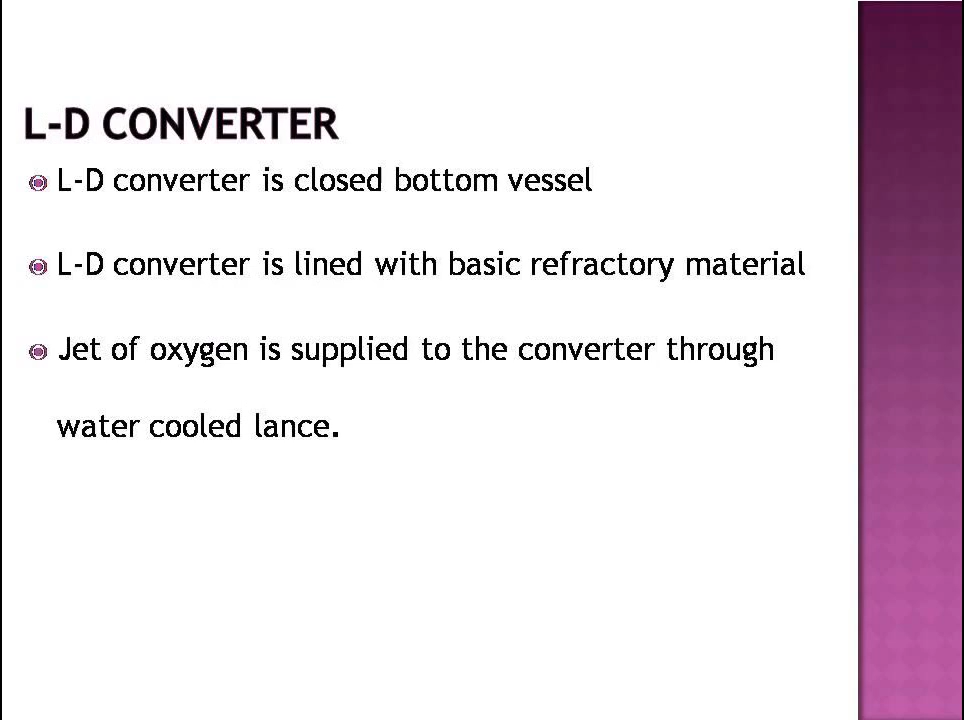 L-D CONVERTER
L-D converter is closed bottom vessel
L-D converter is lined with basic refractory material
Jet of oxygen is supplied to the converter through
water cooled lance.